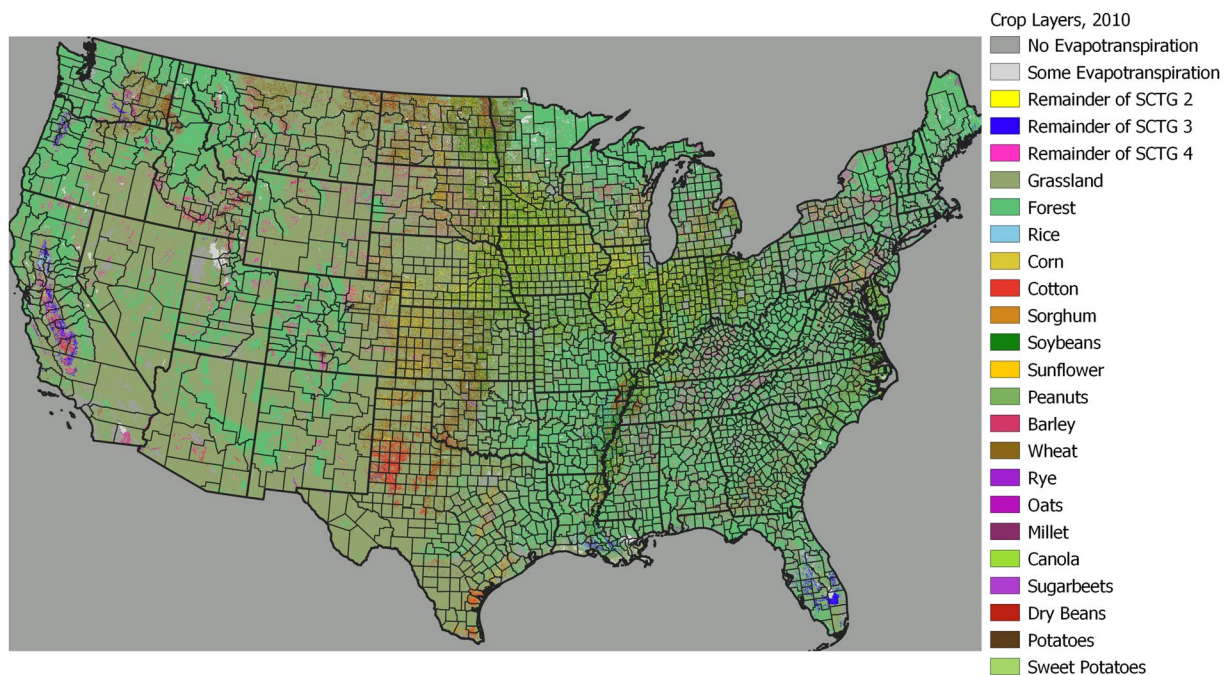 Crop Layers, 2010
No Evapotranspiration
Some Evapotranspiration
Remainder of SCTG 2
Remainder of SCTG 3
Remainder of SCTG 4
Grassland
Forest
Rice
Corn
Cotton
Sorghum
Soybeans
Sunflower
Peanuts
Barley
Wheat
Rye
Oats
Millet
Canola
Sugarbeets
Dry Beans
Potatoes
Sweet Potatoes